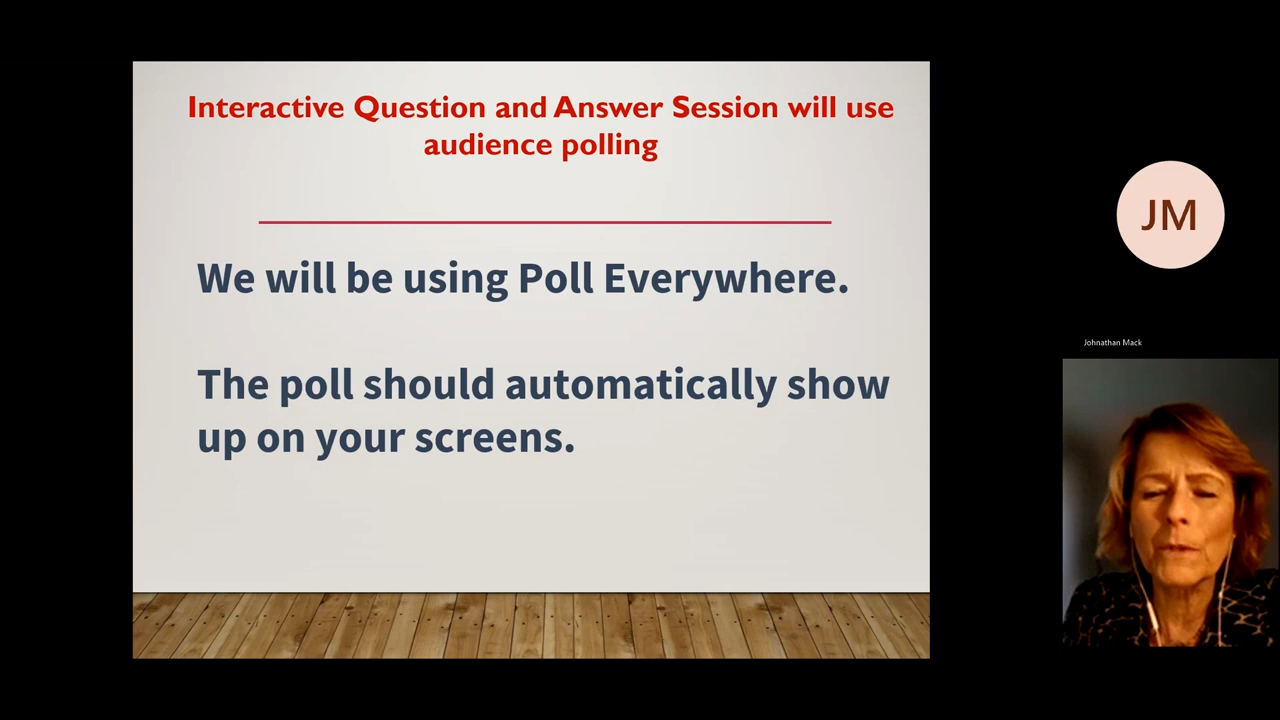 Interactive Question and Answer Session will use
audience polling
We will be using Poll Everywhere.
The poll should automatically show
up on your screens.
JM
Johnathan Mack